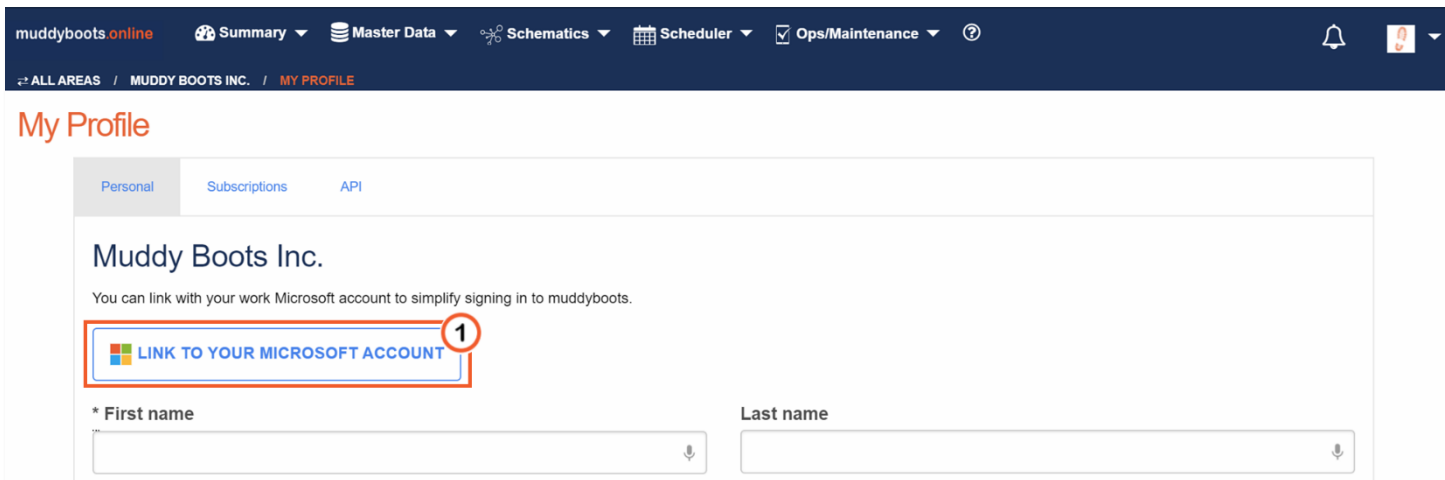 muddyboots.online Summary Master Data Schematics Scheduler Ops/Maintenance ?
ALL AREAS / MUDDY BOOTS INC. / MY PROFILE
My Profile
Personal Subscriptions API
Muddy Boots Inc.
You can link with your work Microsoft account to simplify signing in to muddyboots.
1
LINK TO YOUR MICROSOFT ACCOUNT
* First name Last name